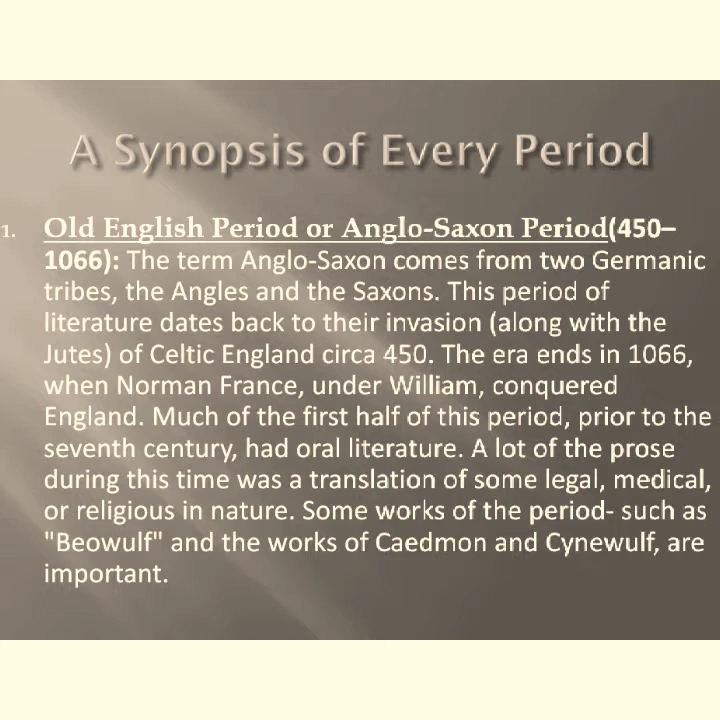 A Synopsis of Every Period
1. Old English Period or Anglo-Saxon Period(450–
1066): The term Anglo-Saxon comes from two Germanic
tribes, the Angles and the Saxons. This period of
literature dates back to their invasion (along with the
Jutes) of Celtic England circa 450. The era ends in 1066,
when Norman France, under William, conquered
England. Much of the first half of this period, prior to the
seventh century, had oral literature. A lot of the prose
during this time was a translation of some legal, medical,
or religious in nature. Some works of the period- such as
"Beowulf" and the works of Caedmon and Cynewulf, are
important.